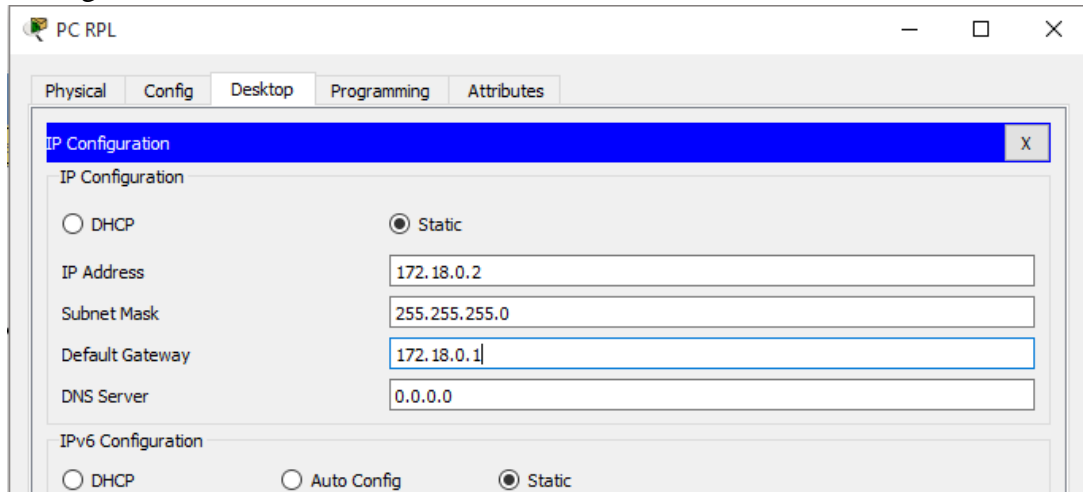 PC RPL
Physical Config Desktop Programming Attributes
IP Configuration X
IP Configuration
DHCP Static
IP Address 172.18.0.2
Subnet Mask 255.255.255.0
Default Gateway 172.18.0.1
DNS Server 0.0.0.0
IPv6 Configuration
DHCP Auto Config Static